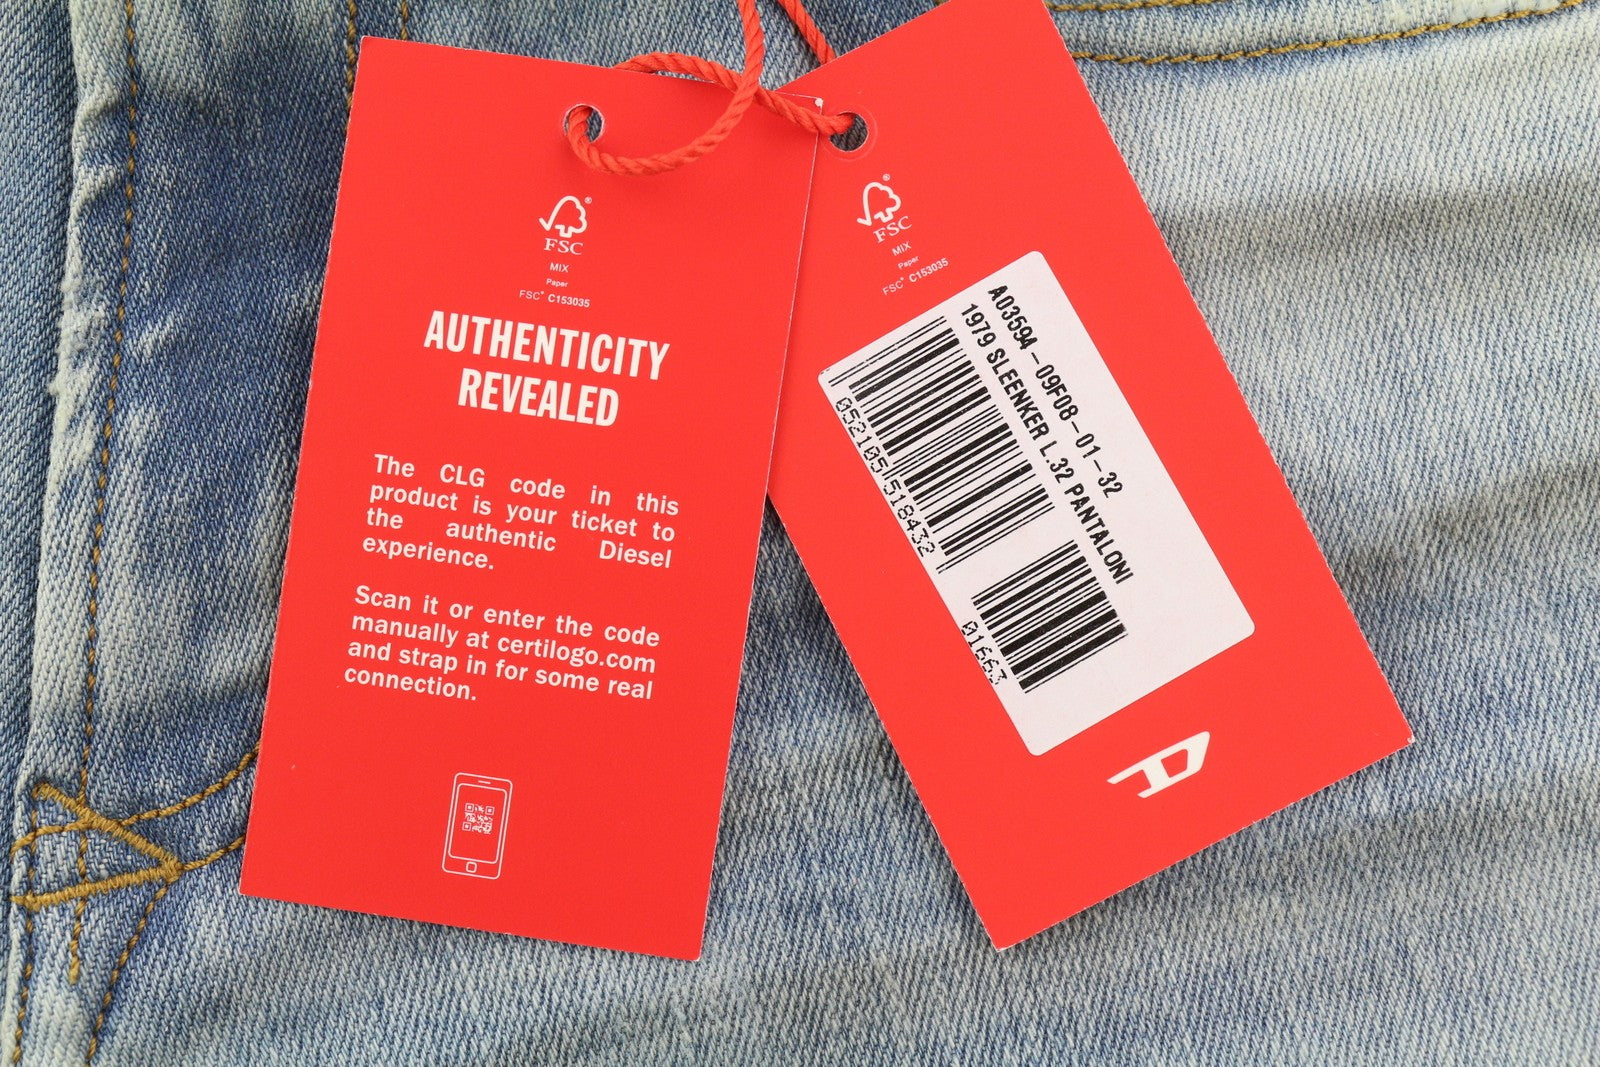 FSC®
MIX
Paper
FSC® C153035
AUTHENTICITY
REVEALED
The CLG code in this
product is your ticket to
the authentic Diesel
experience.
Scan it or enter the code
manually at certilogo.com
and strap in for some real
connection.
FSC®
MIX
Paper
FSC® C153035
A03594-09F08-01-32
1979 SLEENKER L.32 PANTALONI
052105518432
01663
D